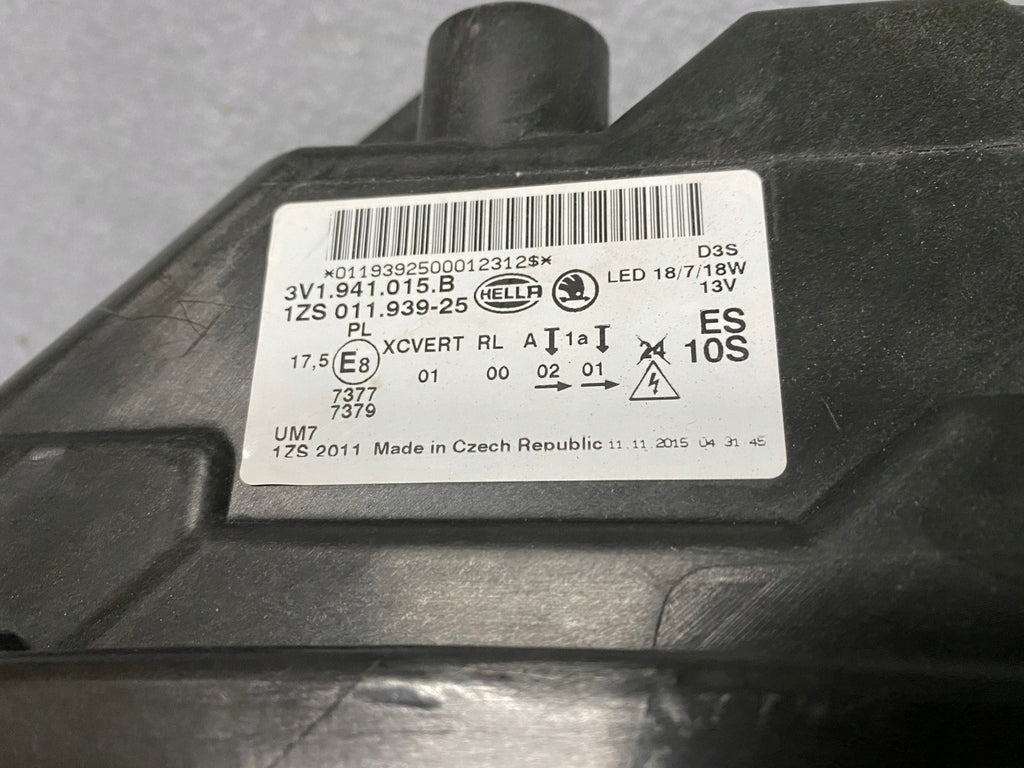 *0119392500012312$*
3V1.941.015.B
1ZS 011.939-25
HELLA
D3S
LED 18/7/18W
13V
ES
10S
PL
17,5 E8 XCVERT RL A 1a 24
01 00 02 01
7377
7379
UM7
1ZS 2011 Made in Czech Republic 11.11.2015 04 31 45